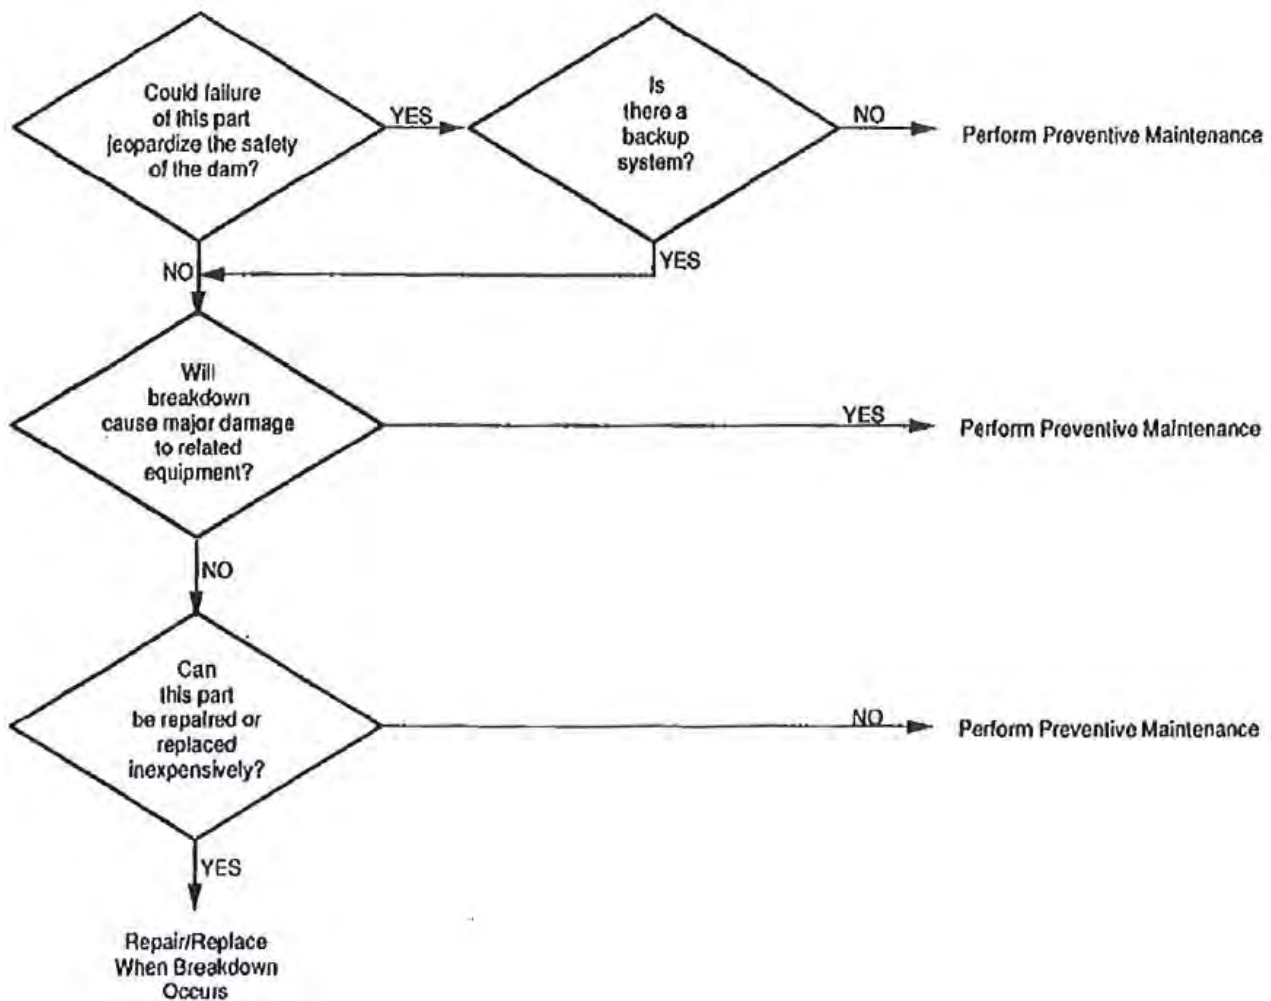 Could failure
of this part
jeopardize the safety
of the dam?
YES
Is
there a
backup
system?
NO
Perform Preventive Maintenance
YES
NO
Will
breakdown
cause major damage
to related
equipment?
YES
Perform Preventive Maintenance
NO
Can
this part
be repaired or
replaced
inexpensively?
NO
Perform Preventive Maintenance
YES
Repair/Replace
When Breakdown
Occurs